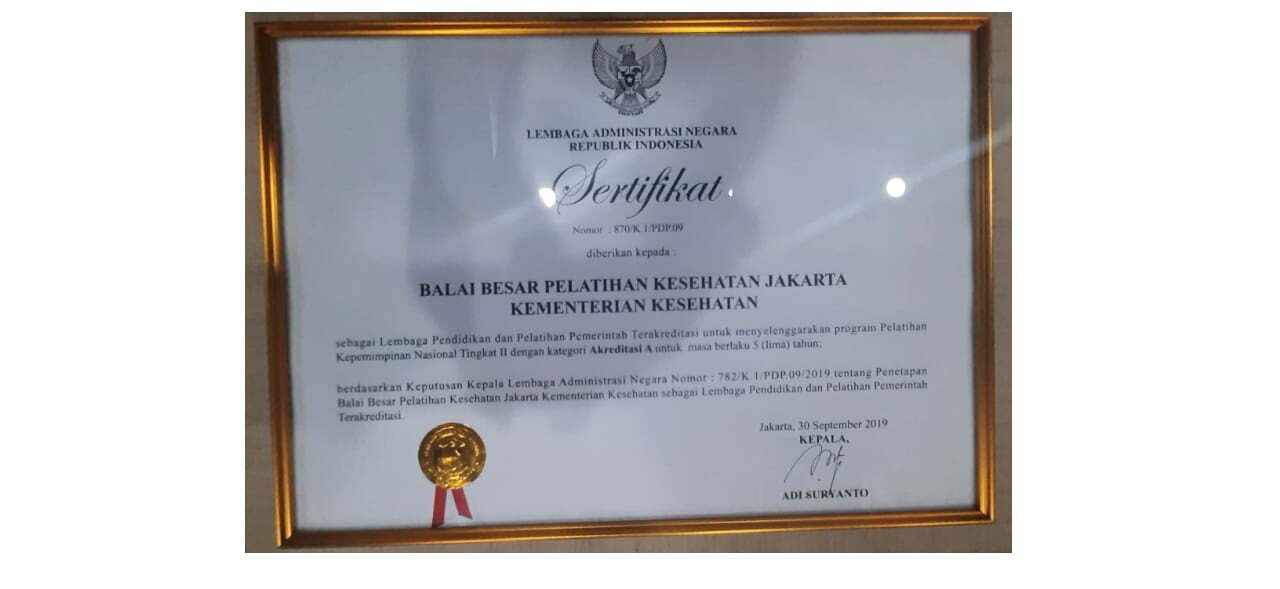 LEMBAGA ADMINISTRASI NEGARA
REPUBLIK INDONESIA
Sertifikat
Nomor : 870/K.1/PDP.09
diberikan kepada :
BALAI BESAR PELATIHAN KESEHATAN JAKARTA
KEMENTERIAN KESEHATAN
sebagai Lembaga Pendidikan dan Pelatihan Pemerintah Terakreditasi untuk menyelenggarakan program Pelatihan
Kepemimpinan Nasional Tingkat II dengan kategori Akreditasi A untuk masa berlaku 5 (lima) tahun;
berdasarkan Keputusan Kepala Lembaga Administrasi Negara Nomor : 782/K.1/PDP.09/2019 tentang Penetapan
Balai Besar Pelatihan Kesehatan Jakarta Kementerian Kesehatan sebagai Lembaga Pendidikan dan Pelatihan Pemerintah
Terakreditasi.
Jakarta, 30 September 2019
KEPALA,
ADI SURYANTO